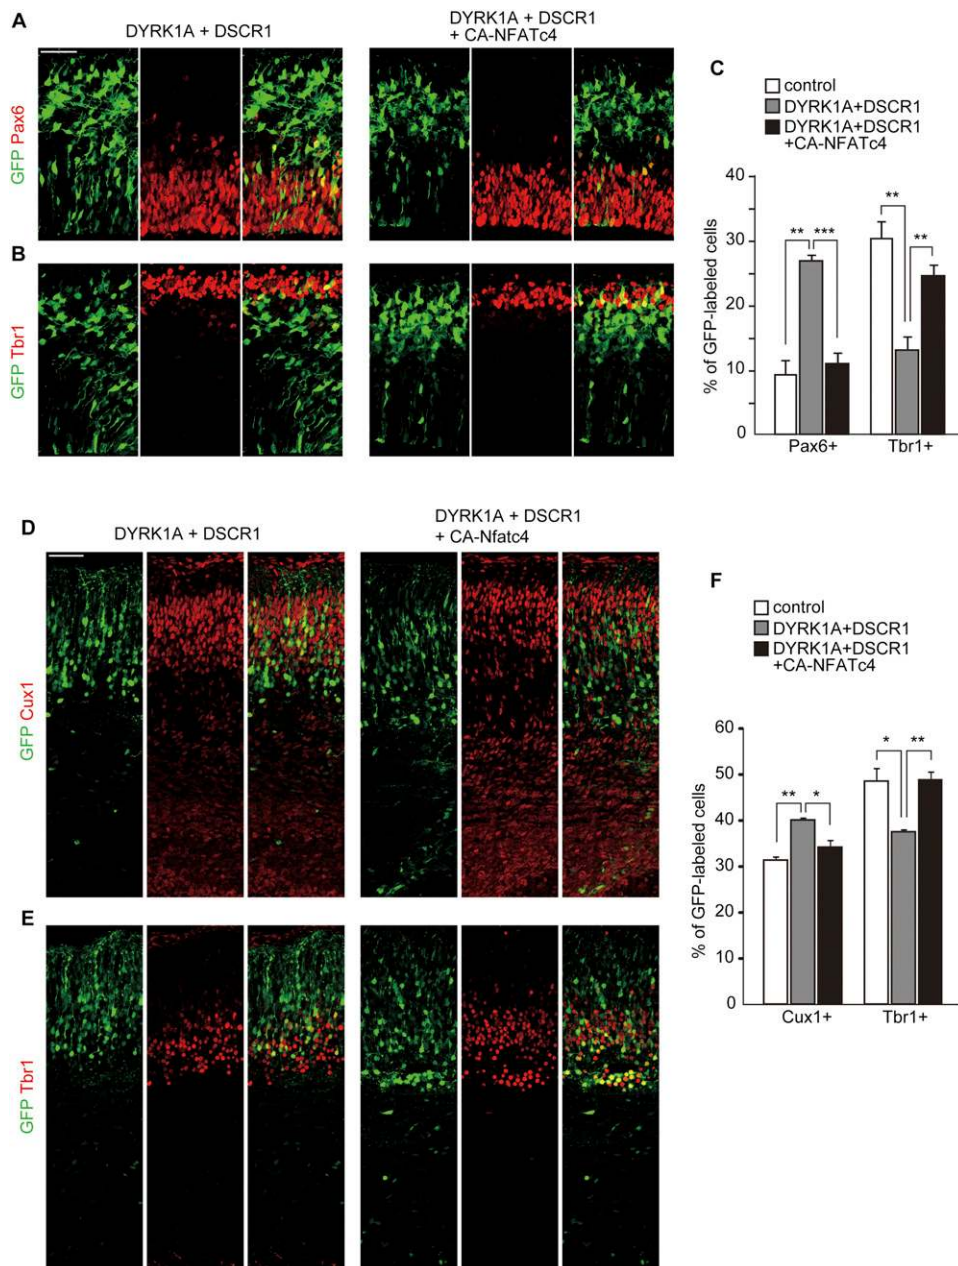 A
DYRK1A + DSCR1
DYRK1A + DSCR1
+ CA-NFATc4
GFP Pax6
B
GFP Tbr1
C
control
DYRK1A+DSCR1
DYRK1A+DSCR1
+CA-NFATc4
% of GFP-labeled cells
40
30
20
10
0
** *** ** **
Pax6+ Tbr1+
D
DYRK1A + DSCR1
DYRK1A + DSCR1
+ CA-Nfatc4
GFP Cux1
E
GFP Tbr1
F
control
DYRK1A+DSCR1
DYRK1A+DSCR1
+CA-NFATc4
% of GFP-labeled cells
60
50
40
30
20
10
0
** * * **
Cux1+ Tbr1+